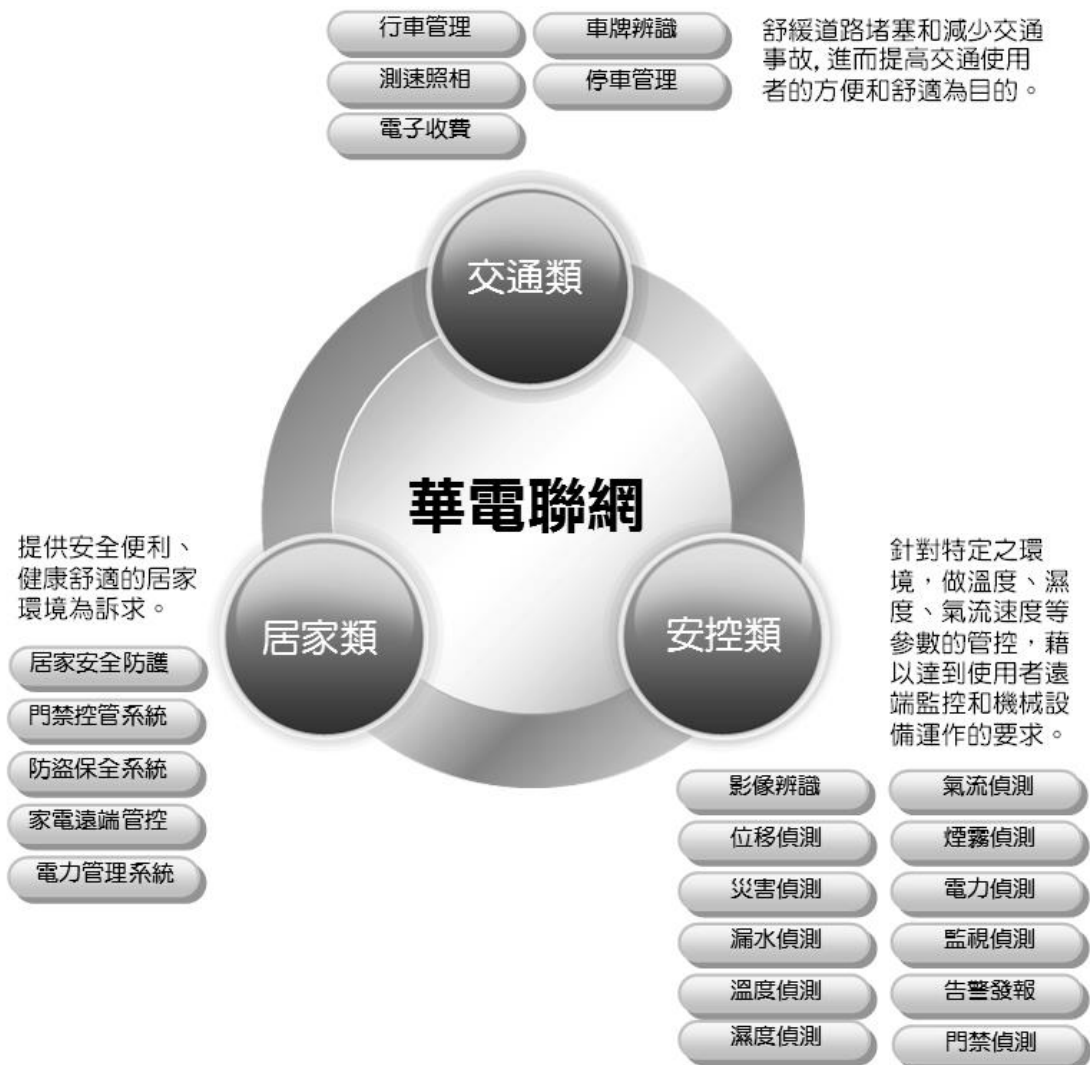 行車管理
車牌辨識
測速照相
停車管理
電子收費
舒緩道路堵塞和減少交通
事故,進而提高交通使用
者的方便和舒適為目的。
交通類
華電聯網
提供安全便利、
健康舒適的居家
環境為訴求。
居家類
居家安全防護
門禁控管系統
防盜保全系統
家電遠端管控
電力管理系統
安控類
針對特定之環
境，做溫度、濕
度、氣流速度等
參數的管控，藉
以達到使用者遠
端監控和機械設
備運作的要求。
影像辨識
氣流偵測
位移偵測
煙霧偵測
災害偵測
電力偵測
漏水偵測
監視偵測
溫度偵測
告警發報
濕度偵測
門禁偵測